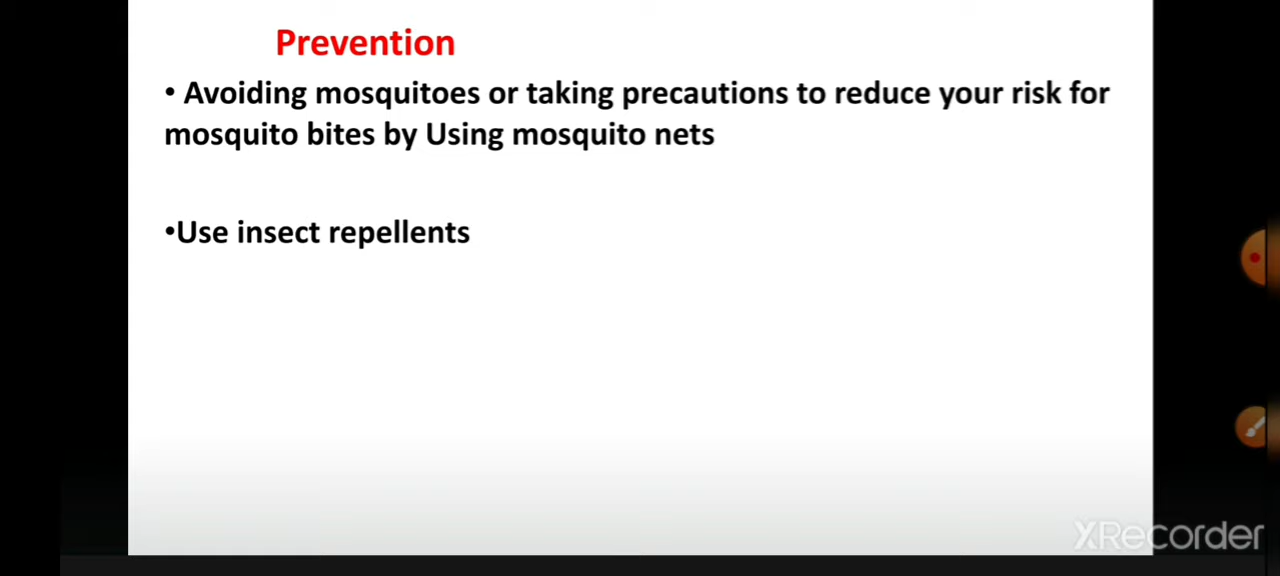 Prevention
• Avoiding mosquitoes or taking precautions to reduce your risk for
mosquito bites by Using mosquito nets
•Use insect repellents
XRecorder